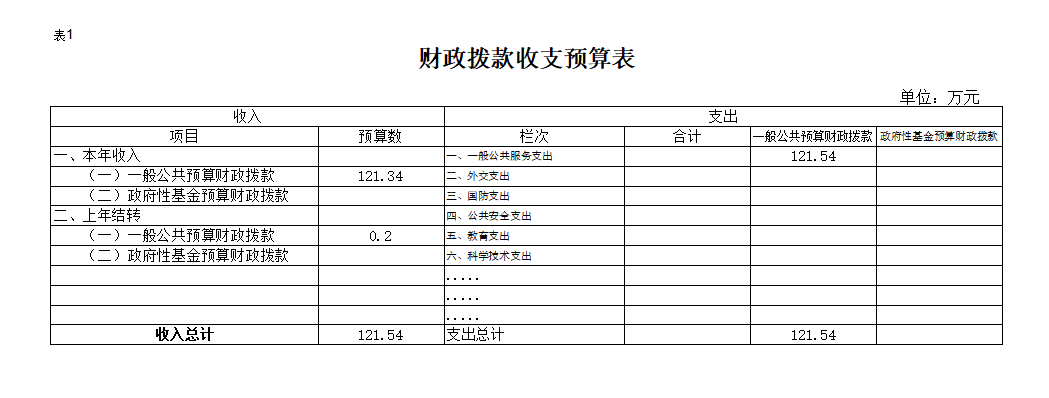 表1
财政拨款收支预算表
单位：万元
收入 支出
项目 预算数 栏次 合计 一般公共预算财政拨款 政府性基金预算财政拨款
一、本年收入 一、一般公共服务支出 121.54
（一）一般公共预算财政拨款 121.34 二、外交支出
（二）政府性基金预算财政拨款 三、国防支出
二、上年结转 四、公共安全支出
（一）一般公共预算财政拨款 0.2 五、教育支出
（二）政府性基金预算财政拨款 六、科学技术支出
.....
.....
.....
收入总计 121.54 支出总计 121.54